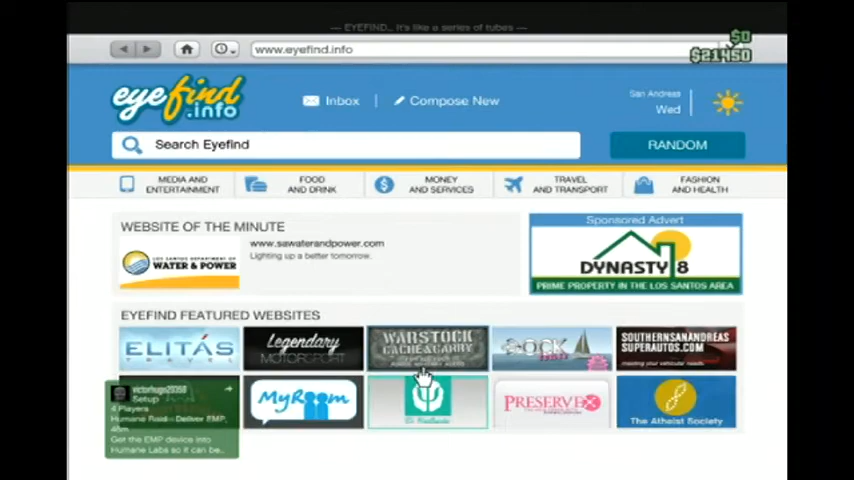 — EYEFIND... It's like a series of tubes —
www.eyefind.info
$0
$21450
eyefind
.info
Inbox
Compose New
San Andreas
Wed
Search Eyefind
RANDOM
MEDIA AND
ENTERTAINMENT
FOOD
AND DRINK
MONEY
AND SERVICES
TRAVEL
AND TRANSPORT
FASHION
AND HEALTH
WEBSITE OF THE MINUTE
LOS SANTOS DEPARTMENT OF
WATER & POWER
www.sawaterandpower.com
Lighting up a better tomorrow.
Sponsored Advert
DYNASTY 8
PRIME PROPERTY IN THE LOS SANTOS AREA
EYEFIND FEATURED WEBSITES
ELITÁS
TRAVEL
Legendary
MOTORSPORT
WARSTOCK
CACHE & CARRY
DOCK
SOUTHERNSANANDREAS
SUPERAUTOS.COM
MyRoom
PRESERVEX
The Atheist Society
victorhugo20350
Setup
4 Players
Humane Raid - Deliver EMP,
Get the EMP device into
Humane Labs so it can be...